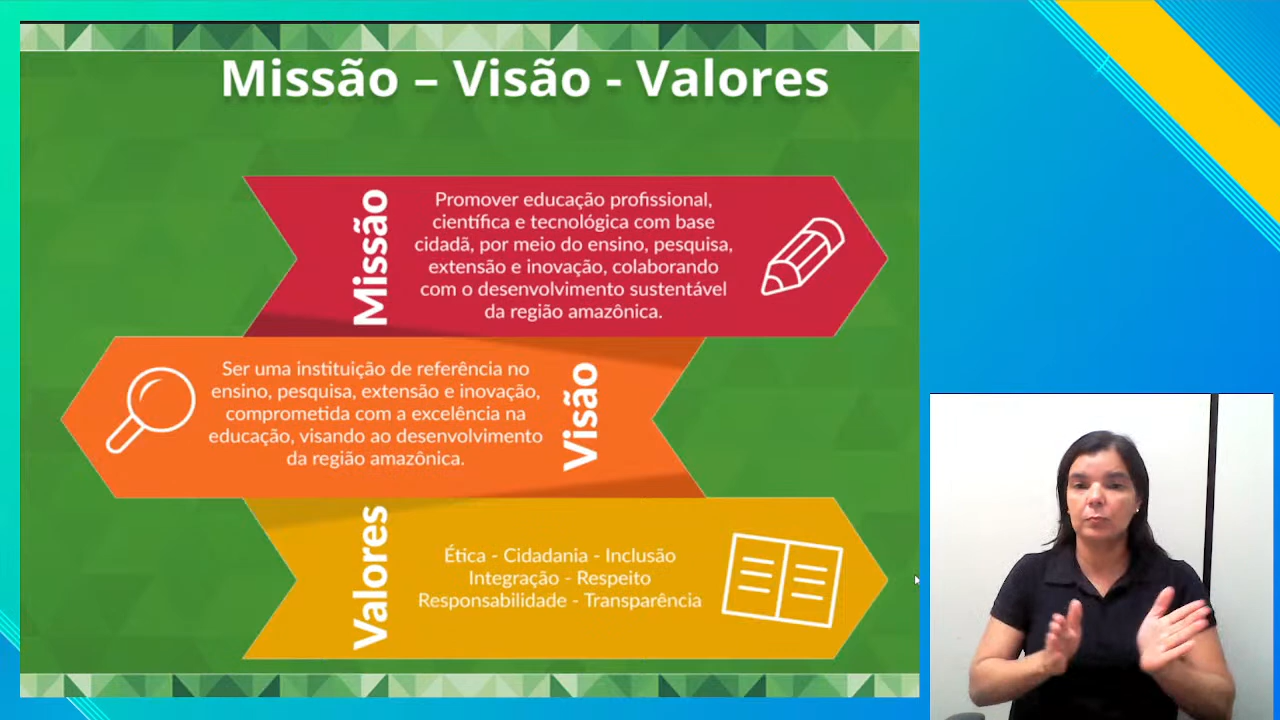 Missão – Visão - Valores
Missão
Promover educação profissional,
científica e tecnológica com base
cidadã, por meio do ensino, pesquisa,
extensão e inovação, colaborando
com o desenvolvimento sustentável
da região amazônica.
Ser uma instituição de referência no
ensino, pesquisa, extensão e inovação,
comprometida com a excelência na
educação, visando ao desenvolvimento
da região amazônica.
Visão
Valores
Ética - Cidadania - Inclusão
Integração - Respeito
Responsabilidade - Transparência